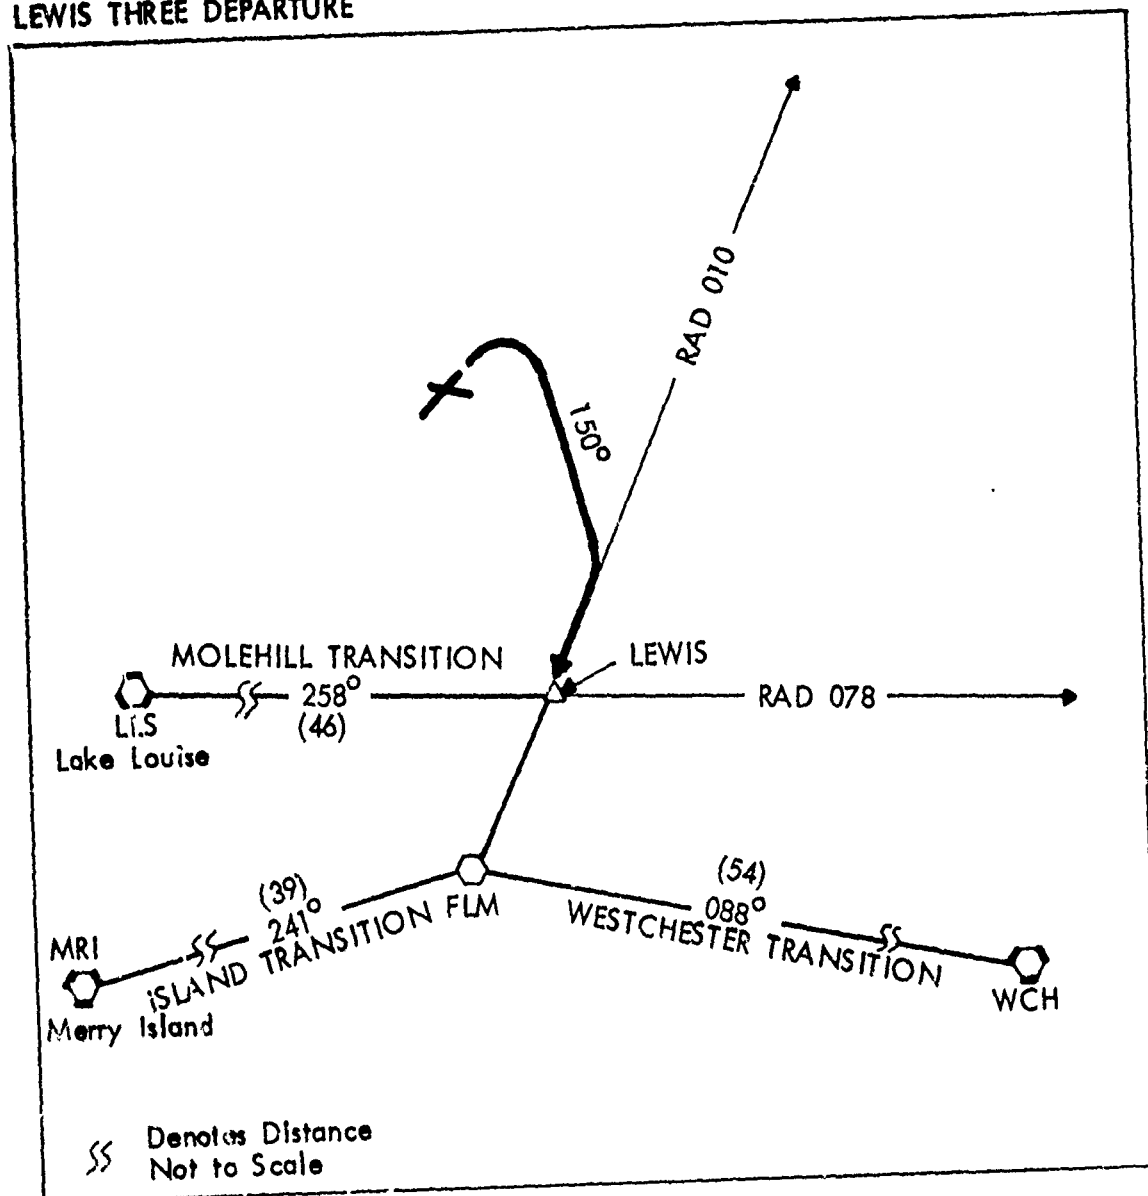 LEWIS THREE DEPARTURE
RAD 010
150°
MOLEHILL TRANSITION
LEWIS
258°
(46)
RAD 078
Lake Louise
(39)
241°
ISLAND TRANSITION
FLM
(54)
088°
WESTCHESTER TRANSITION
MRI
Merry Island
WCH
Denotes Distance
Not to Scale